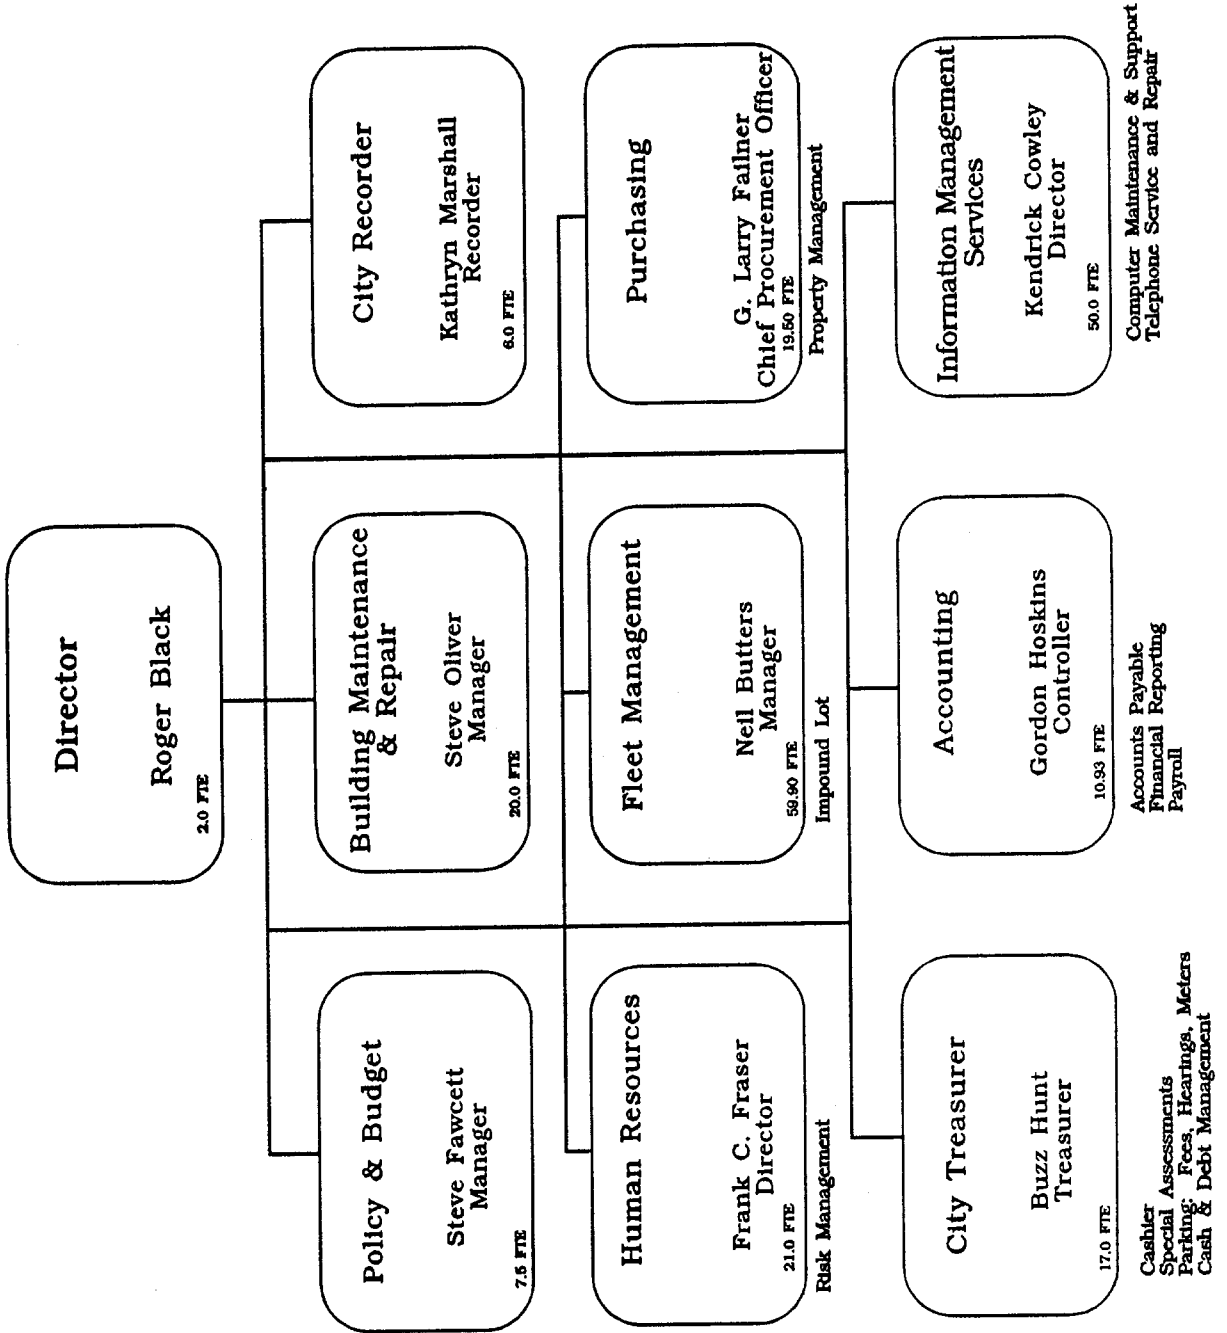 Director
Roger Black
2.0 FTE
Policy & Budget
Steve Fawcett
Manager
7.5 FTE
Building Maintenance
& Repair
Steve Oliver
Manager
20.0 FTE
City Recorder
Kathryn Marshall
Recorder
6.0 FTE
Human Resources
Frank C. Fraser
Director
21.0 FTE
Risk Management
Fleet Management
Neil Butters
Manager
59.90 FTE
Impound Lot
Purchasing
G. Larry Failner
Chief Procurement Officer
19.50 FTE
Property Management
City Treasurer
Buzz Hunt
Treasurer
17.0 FTE
Cashier
Special Assessments
Parking: Fees, Hearings, Meters
Cash & Debt Management
Accounting
Gordon Hoskins
Controller
10.93 FTE
Accounts Payable
Financial Reporting
Payroll
Information Management
Services
Kendrick Cowley
Director
50.0 FTE
Computer Maintenance & Support
Telephone Service and Repair